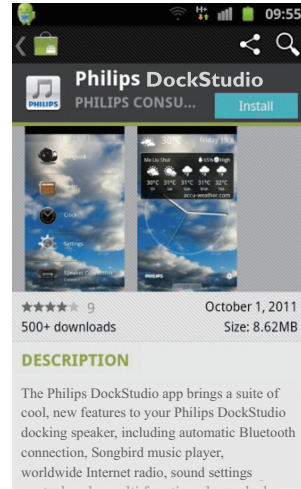 09:55
Philips DockStudio
PHILIPS CONSU...
PHILIPS
Install
30°C Friday
Mei Liu Shui 65% High
30°C 31°C 31°C 31°C 32°C
accu-weather.com
Clock
Settings
PHILIPS
9
October 1, 2011
500+ downloads
Size: 8.62MB
DESCRIPTION
The Philips DockStudio app brings a suite of
cool, new features to your Philips DockStudio
docking speaker, including automatic Bluetooth
connection, Songbird music player,
worldwide Internet radio, sound settings